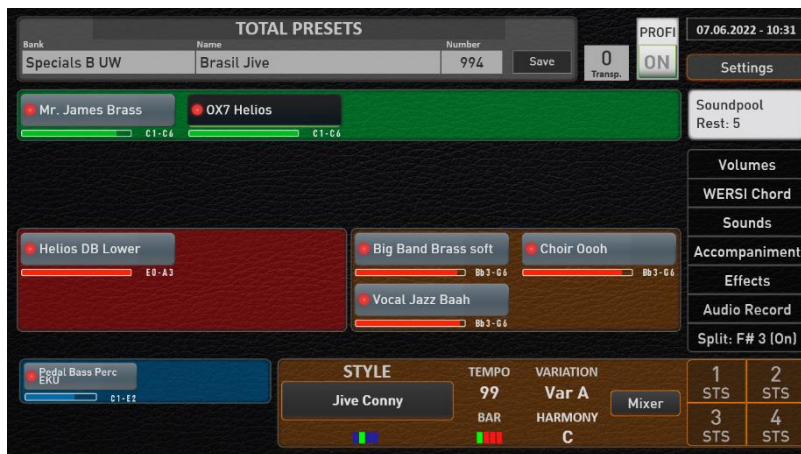 TOTAL PRESETS
Bank
Name
Number
Specials B UW
Brasil Jive
994
Save
0
Transp.
PROFI
ON
07.06.2022 - 10:31
Settings
Mr. James Brass
C1-C6
OX7 Helios
C1-C6
Soundpool
Rest: 5
Volumes
WERSI Chord
Sounds
Accompaniment
Effects
Audio Record
Split: F# 3 (On)
Helios DB Lower
E0-A3
Big Band Brass soft
Bb3-G6
Choir Oooh
Bb3-G6
Vocal Jazz Baah
Bb3-G6
Pedal Bass Perc
EKU
C1-E2
STYLE
Jive Conny
TEMPO
99
BAR
VARIATION
Var A
HARMONY
C
Mixer
1
STS
2
STS
3
STS
4
STS